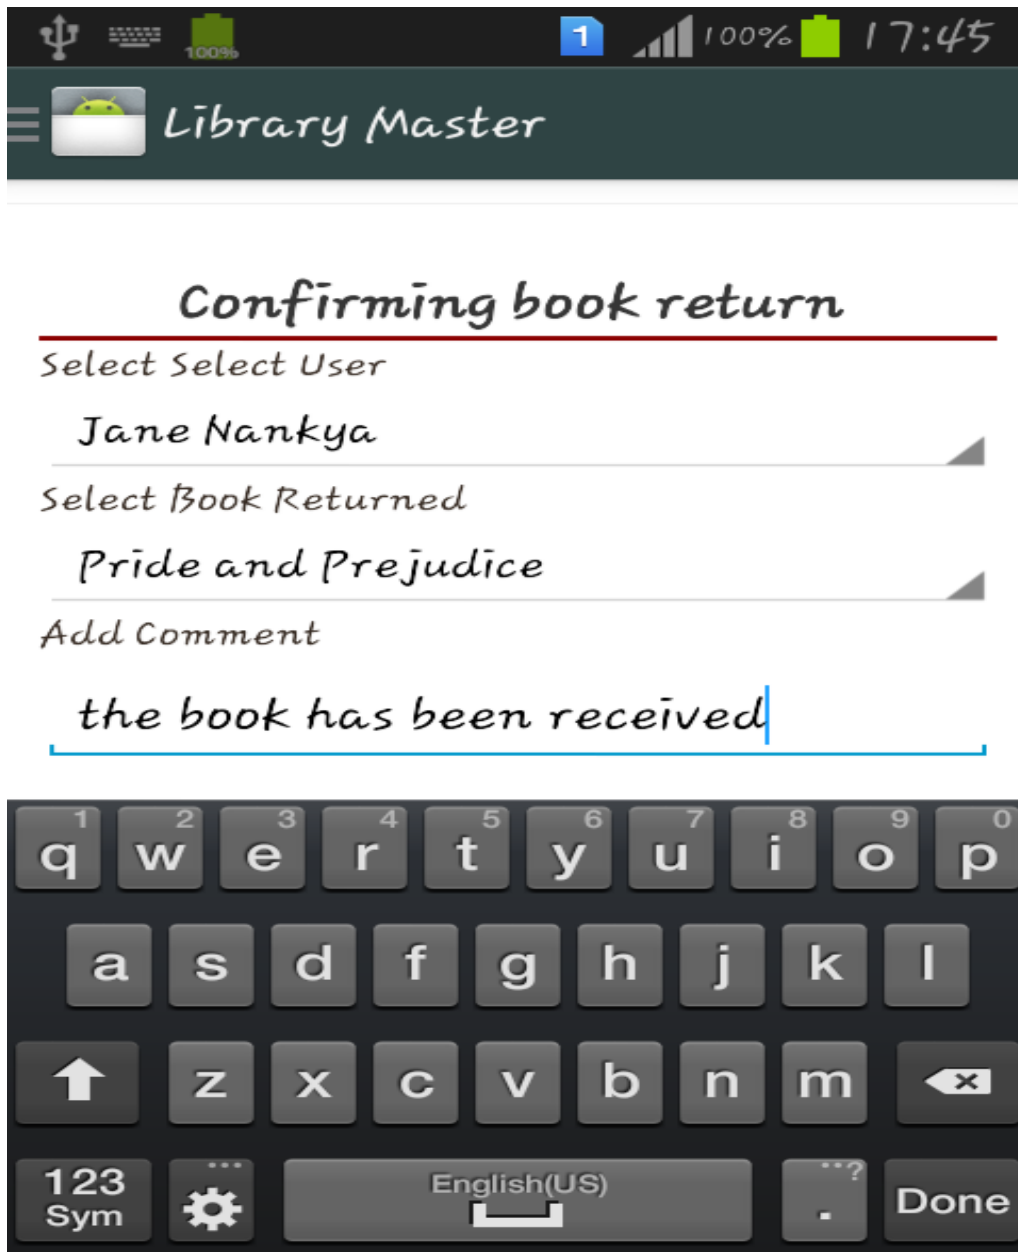 100% 1 100% 17:45
Library Master
Confirming book return
Select Select User
Jane Nankya
Select Book Returned
Pride and Prejudice
Add Comment
the book has been received
1 2 3 4 5 6 7 8 9 0
q w e r t y u i o p
a s d f g h j k l
z x c v b n m
123 Sym English(US) ...? . Done